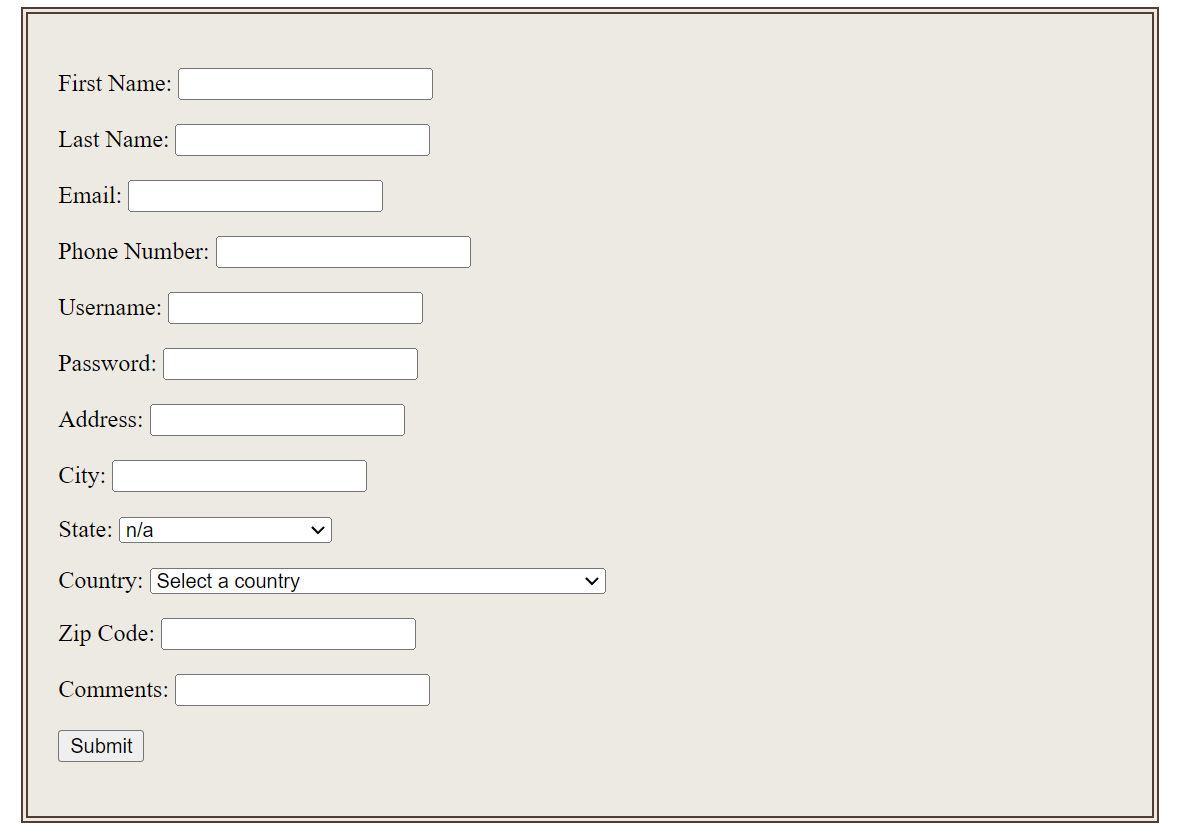 First Name:
Last Name:
Email:
Phone Number:
Username:
Password:
Address:
City:
State: n/a
Country: Select a country
Zip Code:
Comments:
Submit